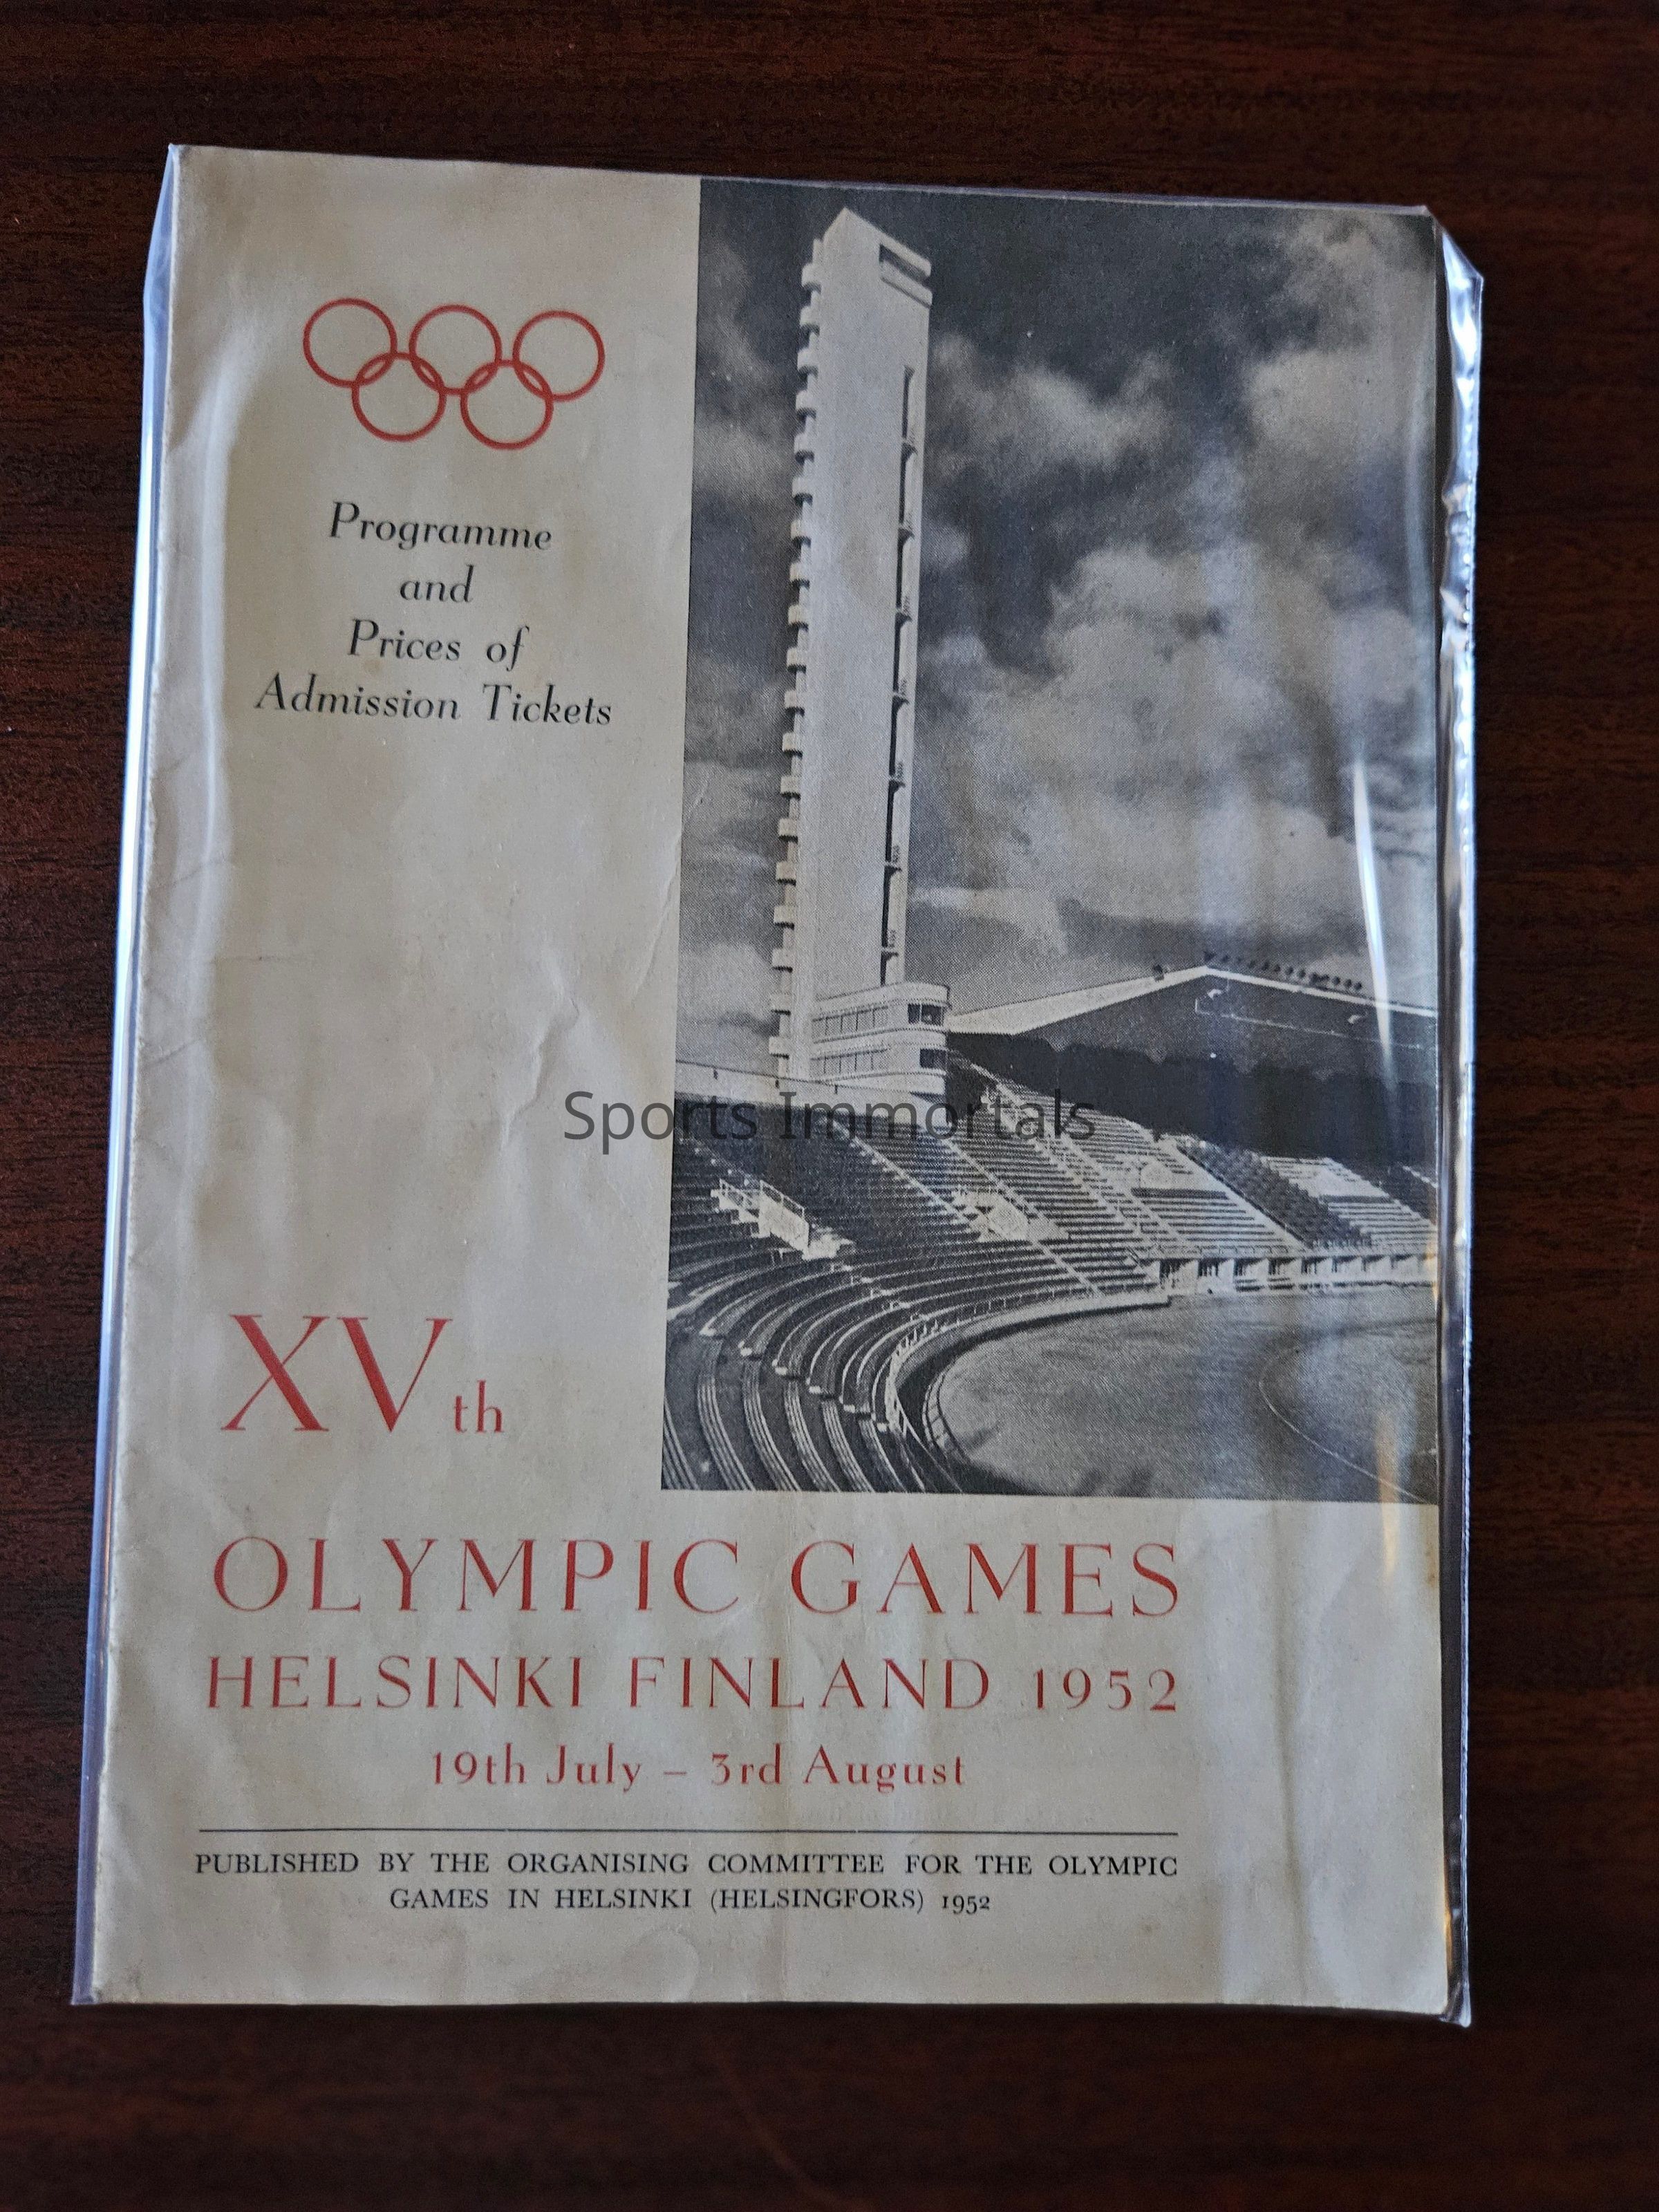 Programme
and
Prices of
Admission Tickets
Sports Immortals
XVth
OLYMPIC GAMES
HELSINKI FINLAND 1952
19th July – 3rd August
PUBLISHED BY THE ORGANISING COMMITTEE FOR THE OLYMPIC
GAMES IN HELSINKI (HELSINGFORS) 1952